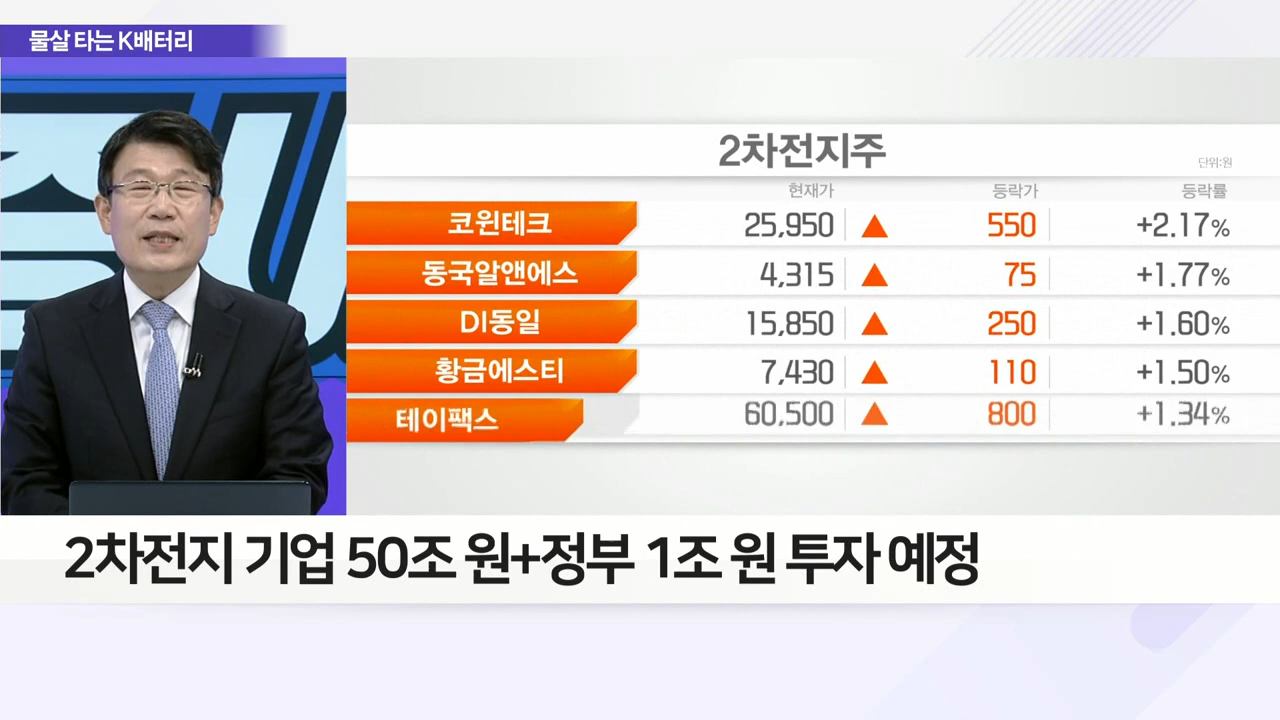 물살 타는 K배터리
2차전지주
단위:원
현재가 등락가 등락률
코윈테크 25,950 ▲ 550 +2.17%
동국알앤에스 4,315 ▲ 75 +1.77%
DI동일 15,850 ▲ 250 +1.60%
황금에스티 7,430 ▲ 110 +1.50%
테이팩스 60,500 ▲ 800 +1.34%
2차전지 기업 50조 원+정부 1조 원 투자 예정